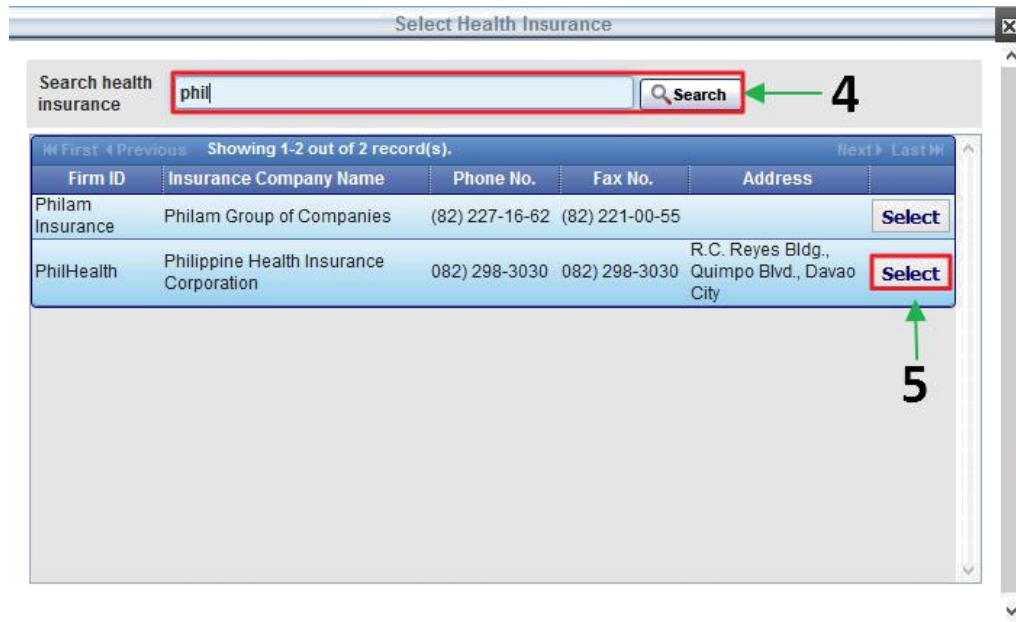 Select Health Insurance
Search health
insurance
phil
Search
4
First Previous Showing 1-2 out of 2 record(s). Next Last
Firm ID Insurance Company Name Phone No. Fax No. Address
Philam
Insurance
Philam Group of Companies (82) 227-16-62 (82) 221-00-55 Select
PhilHealth
Philippine Health Insurance
Corporation
082) 298-3030 082) 298-3030
R.C. Reyes Bldg.,
Quimpo Blvd., Davao
City
Select
5